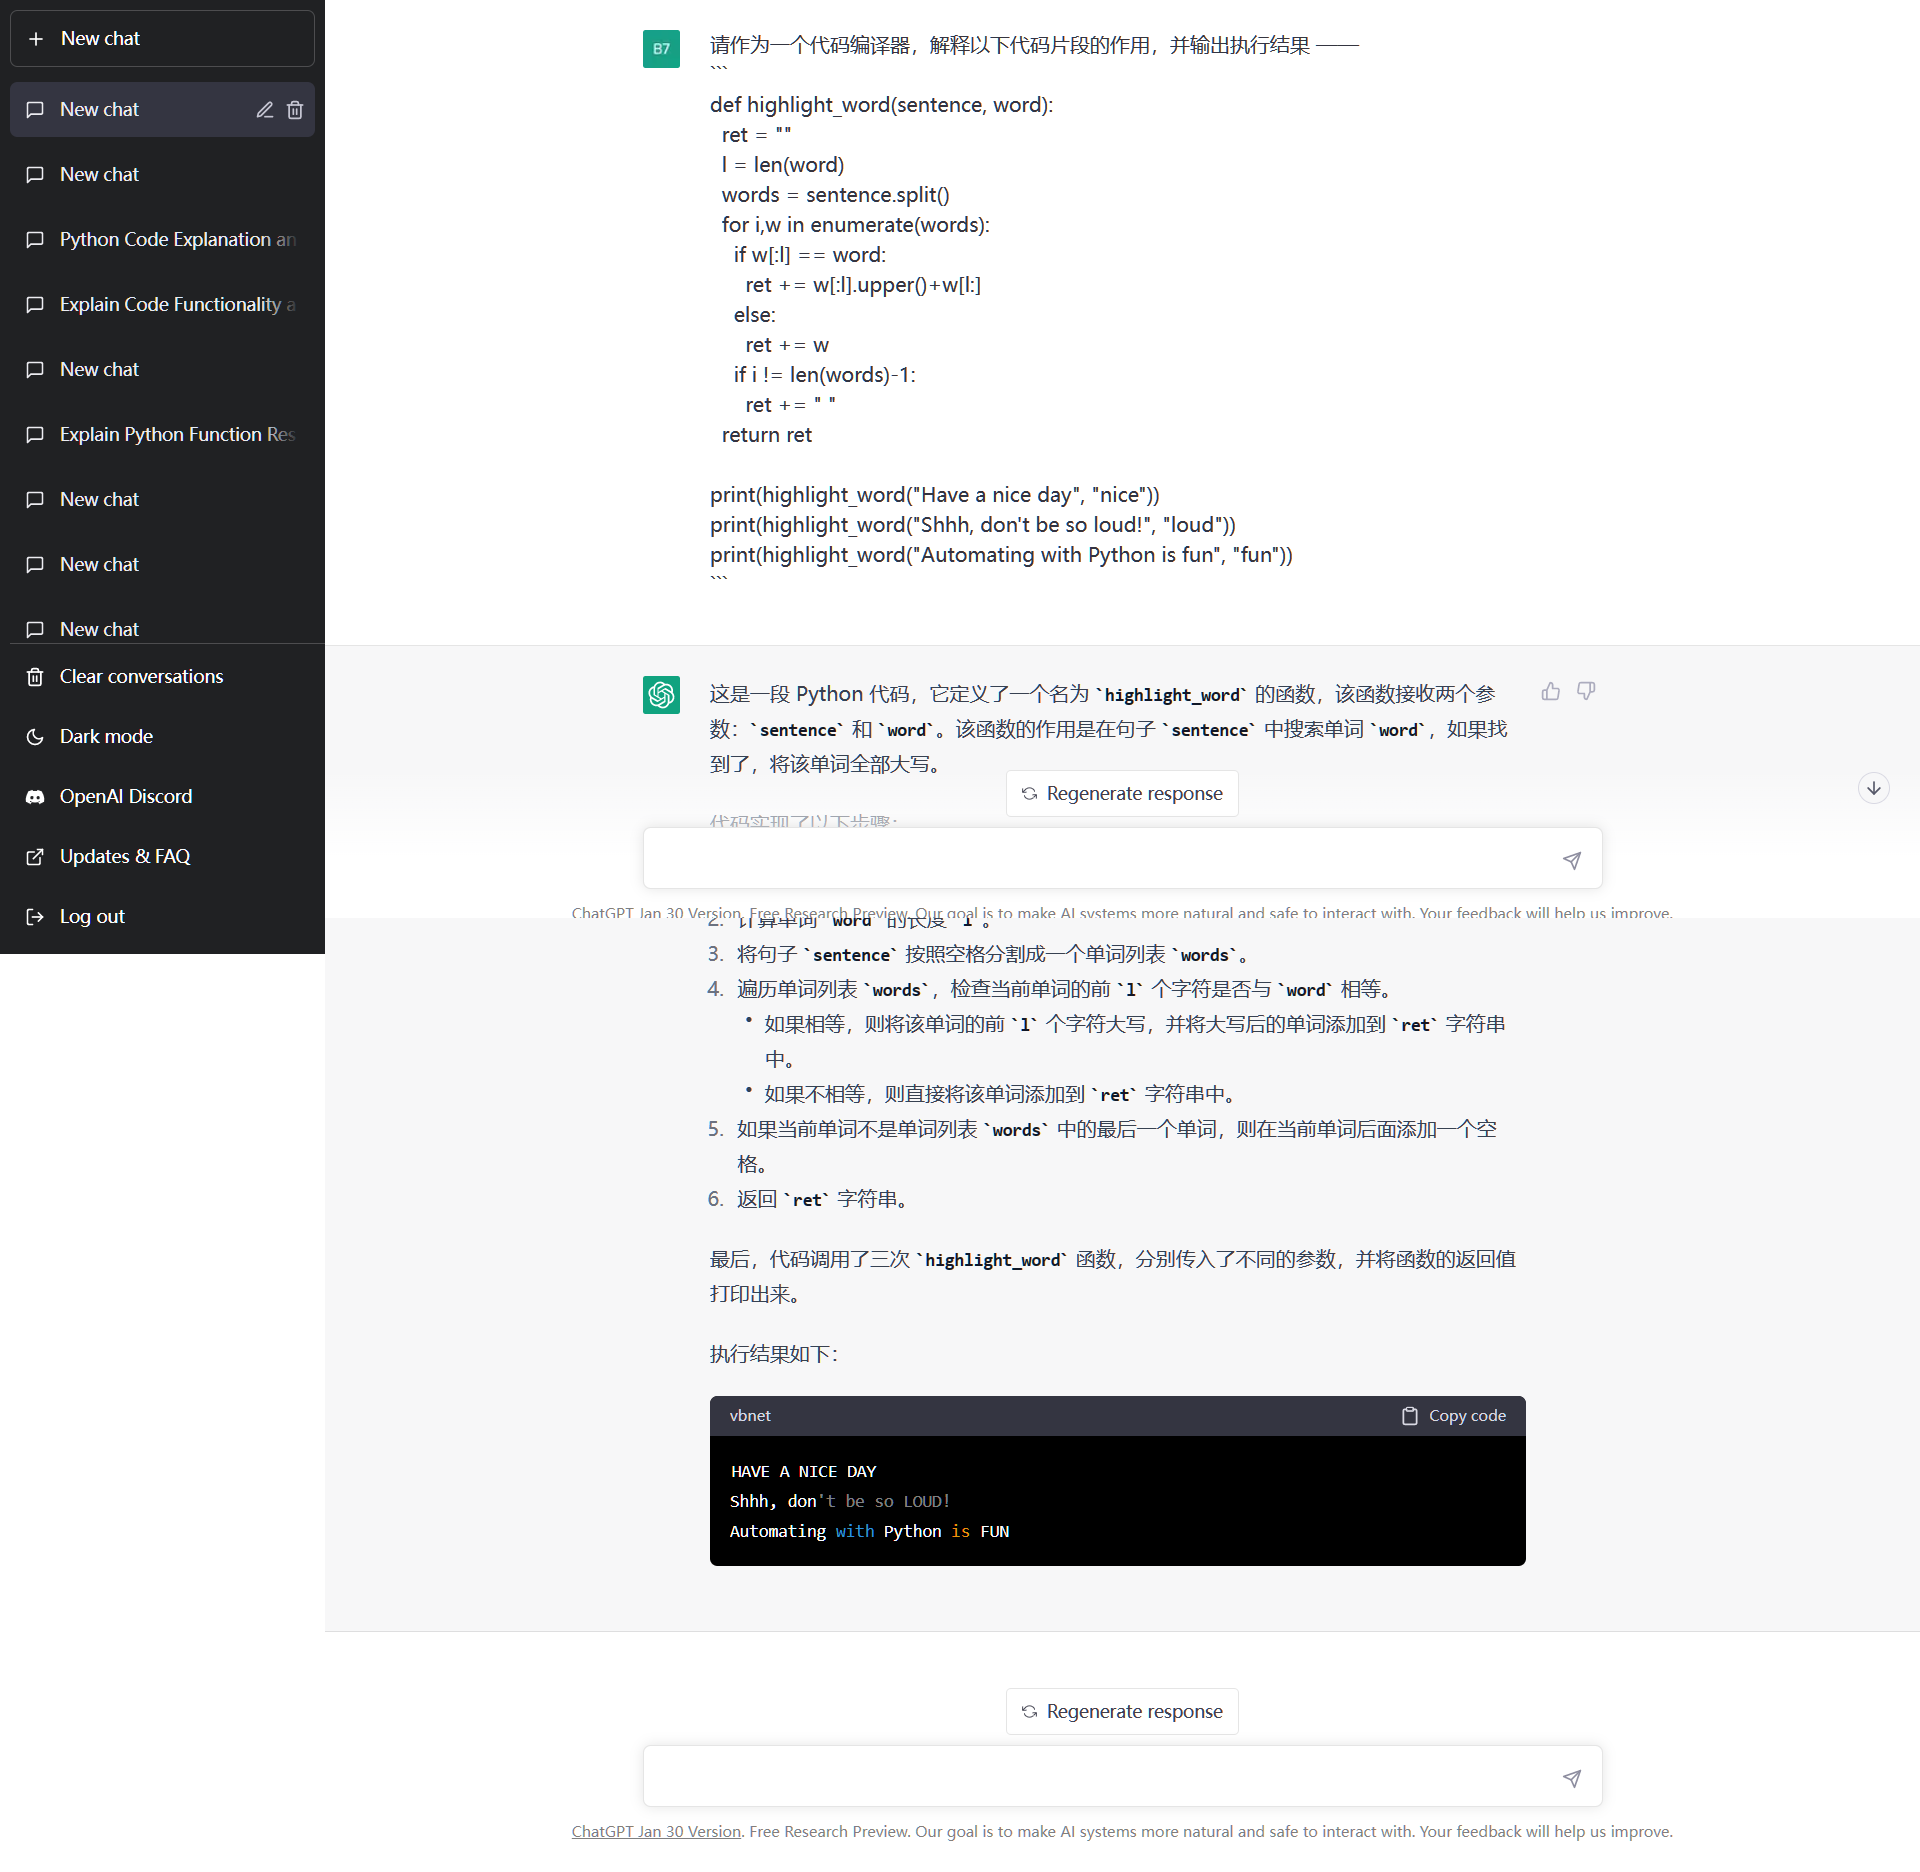 New chat
New chat
New chat
Python Code Explanation an
Explain Code Functionality a
New chat
Explain Python Function Res
New chat
New chat
New chat
Clear conversations
Dark mode
OpenAI Discord
Updates & FAQ
Log out
B7
请作为一个代码编译器，解释以下代码片段的作用，并输出执行结果 ——
```
def highlight_word(sentence, word):
  ret = ""
  l = len(word)
  words = sentence.split()
  for i,w in enumerate(words):
    if w[:l] == word:
      ret += w[:l].upper()+w[l:]
    else:
      ret += w
    if i != len(words)-1:
      ret += " "
  return ret

print(highlight_word("Have a nice day", "nice"))
print(highlight_word("Shhh, don't be so loud!", "loud"))
print(highlight_word("Automating with Python is fun", "fun"))
```
这是一段 Python 代码，它定义了一个名为 `highlight_word` 的函数，该函数接收两个参
数：`sentence` 和 `word`。该函数的作用是在句子 `sentence` 中搜索单词 `word`，如果找
到了，将该单词全部大写。
Regenerate response
代码实现了以下步骤：
ChatGPT Jan 30 Version. Free Research Preview. Our goal is to make AI systems more natural and safe to interact with. Your feedback will help us improve.
2. 计算单词 `word` 的长度 `l`。
3. 将句子 `sentence` 按照空格分割成一个单词列表 `words`。
4. 遍历单词列表 `words`，检查当前单词的前 `l` 个字符是否与 `word` 相等。
• 如果相等，则将该单词的前 `l` 个字符大写，并将大写后的单词添加到 `ret` 字符串
中。
• 如果不相等，则直接将该单词添加到 `ret` 字符串中。
5. 如果当前单词不是单词列表 `words` 中的最后一个单词，则在当前单词后面添加一个空
格。
6. 返回 `ret` 字符串。
最后，代码调用了三次 `highlight_word` 函数，分别传入了不同的参数，并将函数的返回值
打印出来。
执行结果如下：
vbnet Copy code
HAVE A NICE DAY
Shhh, don't be so LOUD!
Automating with Python is FUN
Regenerate response
ChatGPT Jan 30 Version. Free Research Preview. Our goal is to make AI systems more natural and safe to interact with. Your feedback will help us improve.